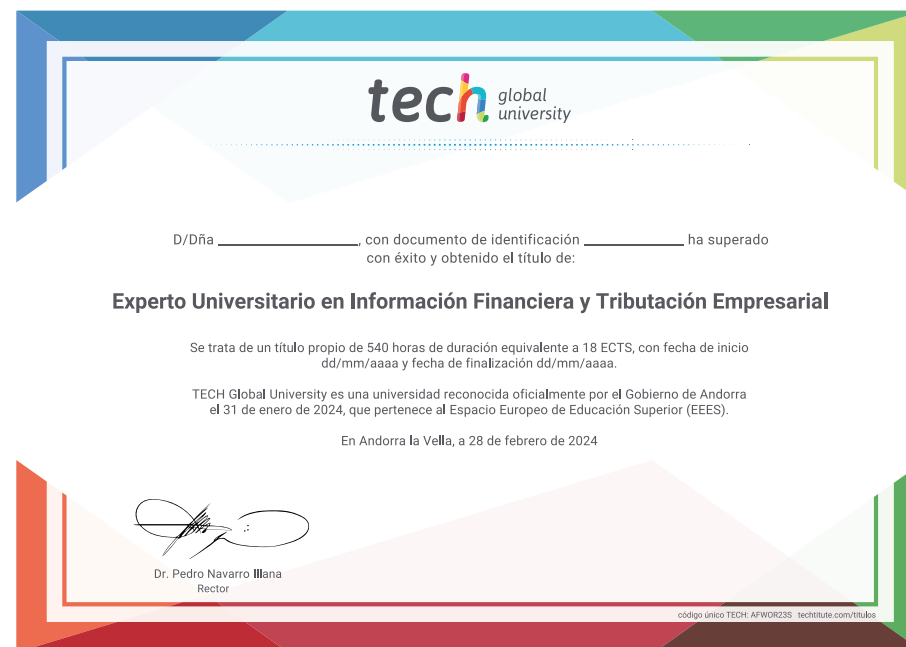 tech global university
D/Dña ____________________, con documento de identificación ______________ ha superado
con éxito y obtenido el título de:
Experto Universitario en Información Financiera y Tributación Empresarial
Se trata de un título propio de 540 horas de duración equivalente a 18 ECTS, con fecha de inicio
dd/mm/aaaa y fecha de finalización dd/mm/aaaa.
TECH Global University es una universidad reconocida oficialmente por el Gobierno de Andorra
el 31 de enero de 2024, que pertenece al Espacio Europeo de Educación Superior (EEES).
En Andorra la Vella, a 28 de febrero de 2024
Dr. Pedro Navarro Illana
Rector
código único TECH: AFWOR23S techtitute.com/titulos